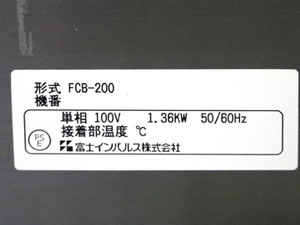 形式 FCB-200
機番
単相 100V 1.36KW 50/60Hz
接着部温度 ℃
PS
E
富士インパルス株式会社